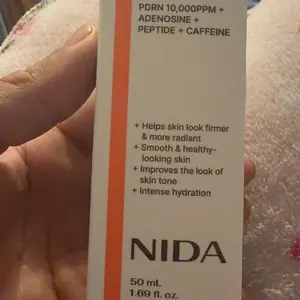 PDRN 10,000PPM +
ADENOSINE +
PEPTIDE + CAFFEINE
+ Helps skin look firmer
& more radiant
+ Smooth & healthy-
looking skin
+ Improves the look of
skin tone
+ Intense hydration
NIDA
50 mL
1.69 fl. oz.